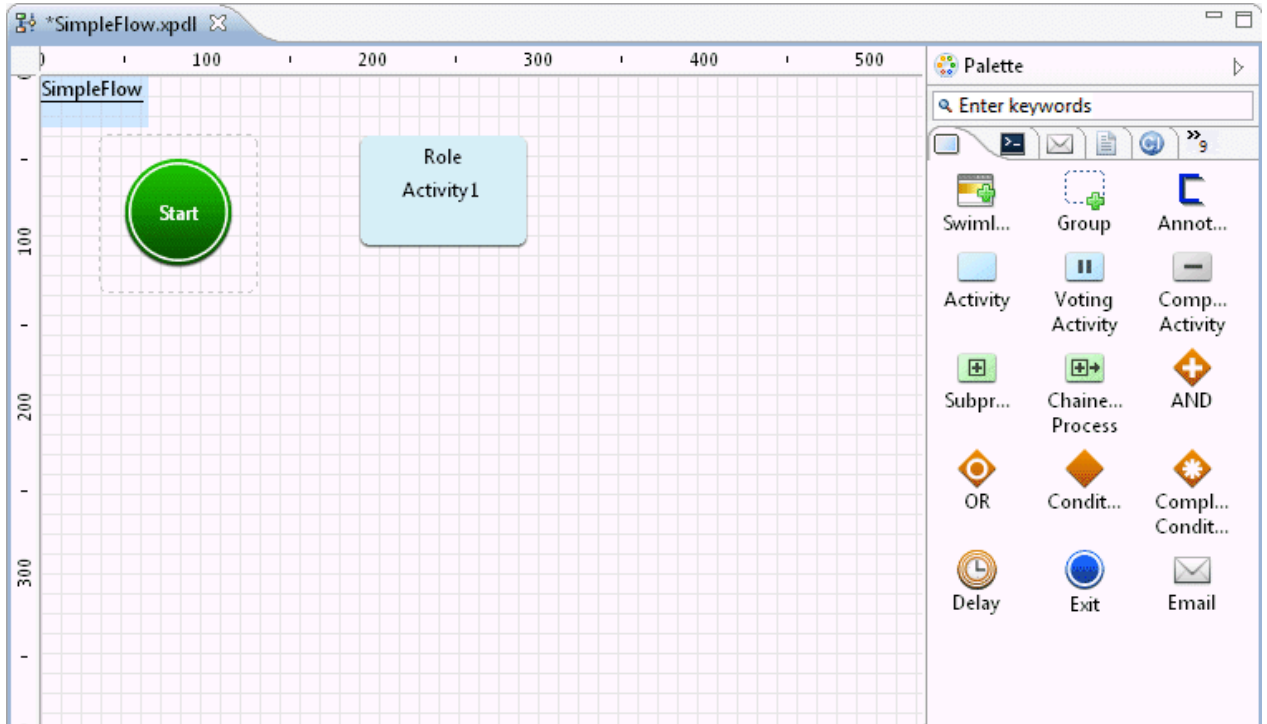 *SimpleFlow.xpdl
0 100 200 300 400 500
SimpleFlow
Start
Role
Activity1
100
200
300
Palette
Enter keywords
9
Swiml... Group Annot...
Activity Voting Activity Comp... Activity
Subpr... Chaine... Process AND
OR Condit... Compl... Condit...
Delay Exit Email